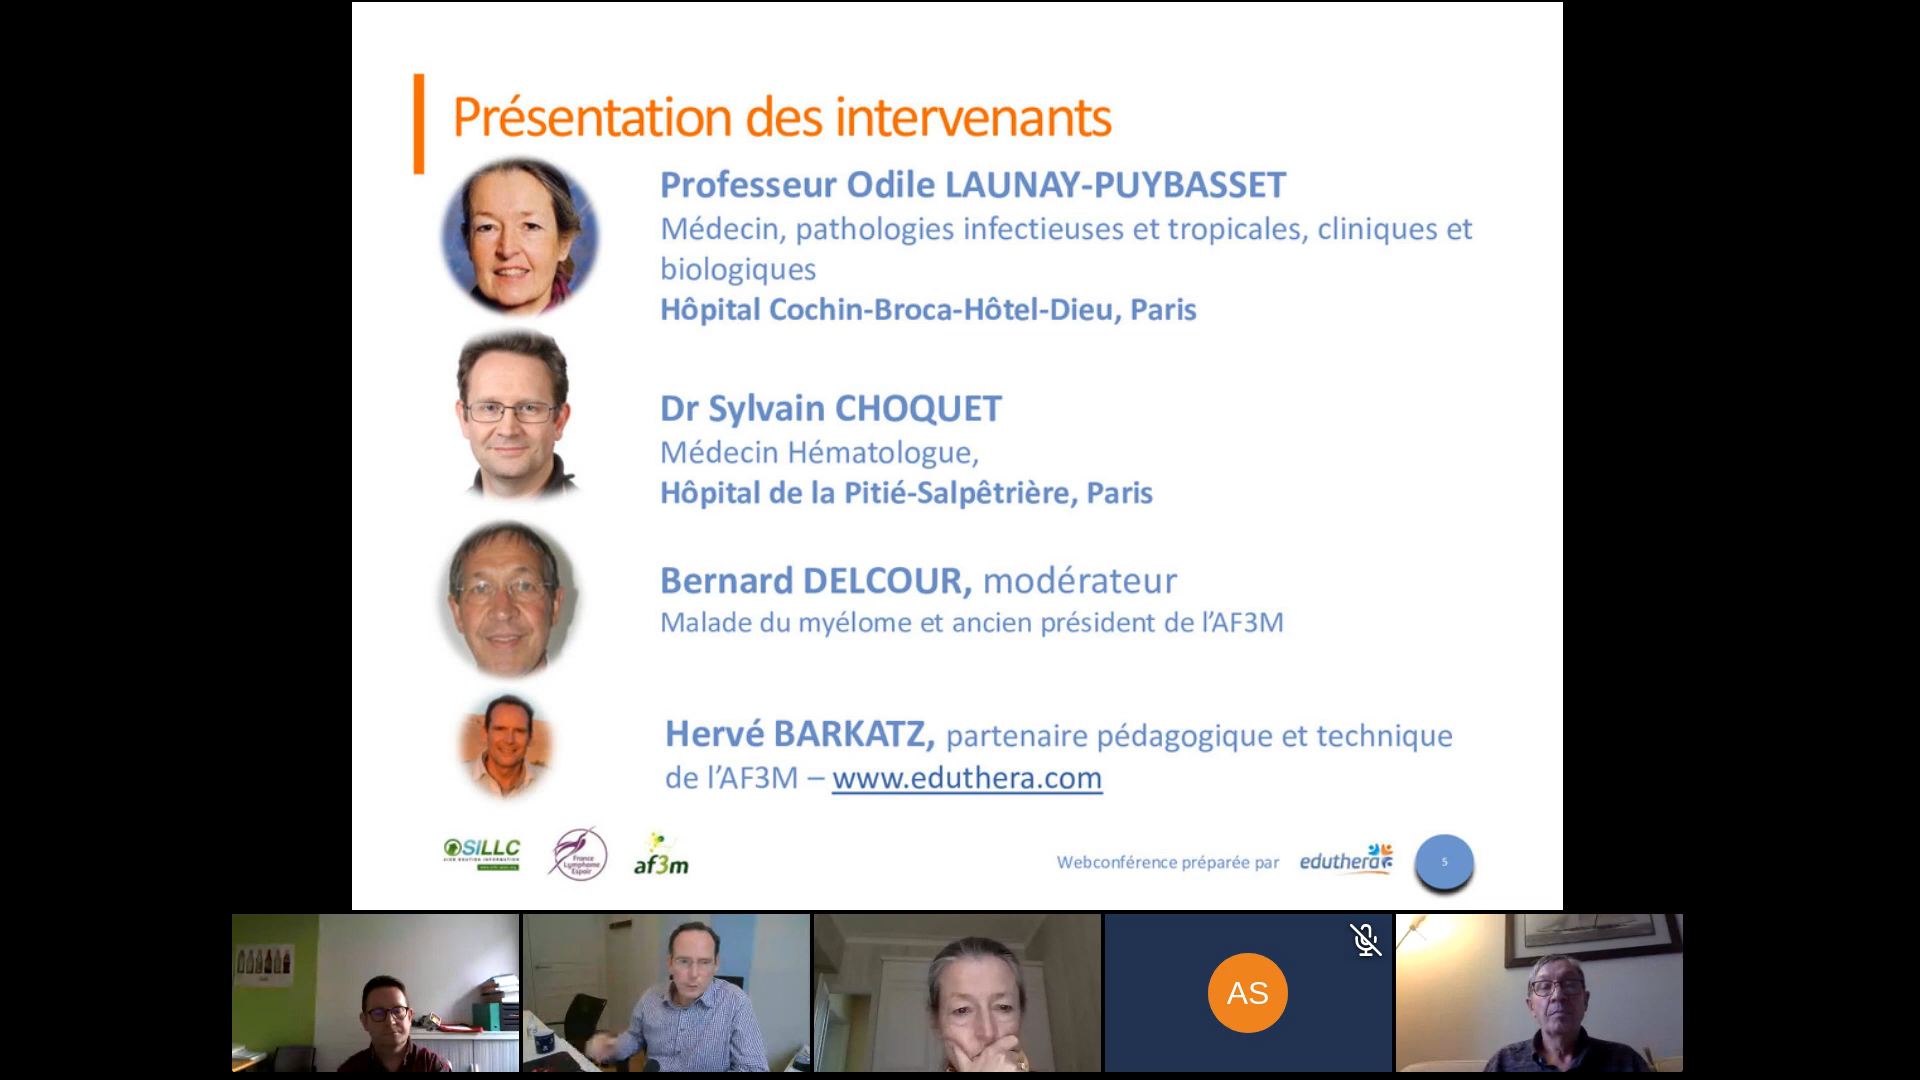 Présentation des intervenants
Professeur Odile LAUNAY-PUYBASSET
Médecin, pathologies infectieuses et tropicales, cliniques et
biologiques
Hôpital Cochin-Broca-Hôtel-Dieu, Paris
Dr Sylvain CHOQUET
Médecin Hématologue,
Hôpital de la Pitié-Salpêtrière, Paris
Bernard DELCOUR, modérateur
Malade du myélome et ancien président de l’AF3M
Hervé BARKATZ, partenaire pédagogique et technique
de l’AF3M – www.eduthera.com
SILLC
France
Lymphome
Espoir
af3m
Webconférence préparée par
eduthera
5
AS